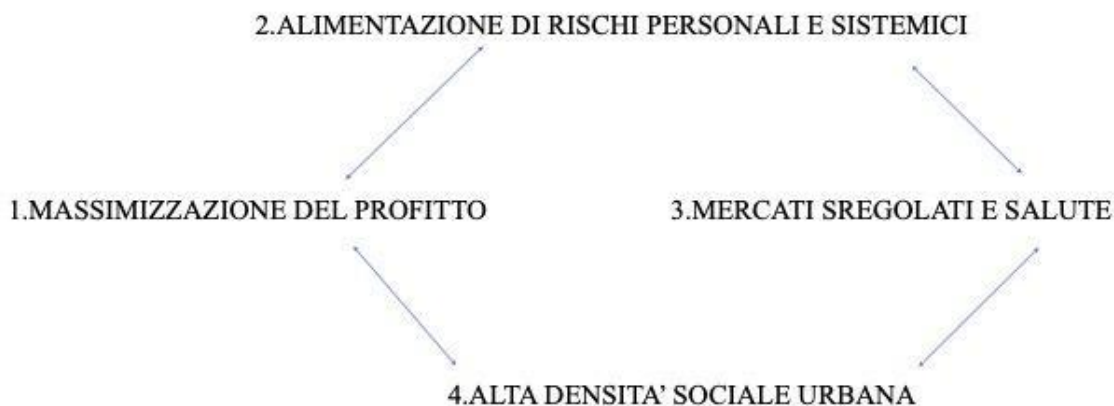 2.ALIMENTAZIONE DI RISCHI PERSONALI E SISTEMICI
1.MASSIMIZZAZIONE DEL PROFITTO
3.MERCATI SREGOLATI E SALUTE
4.ALTA DENSITA’ SOCIALE URBANA